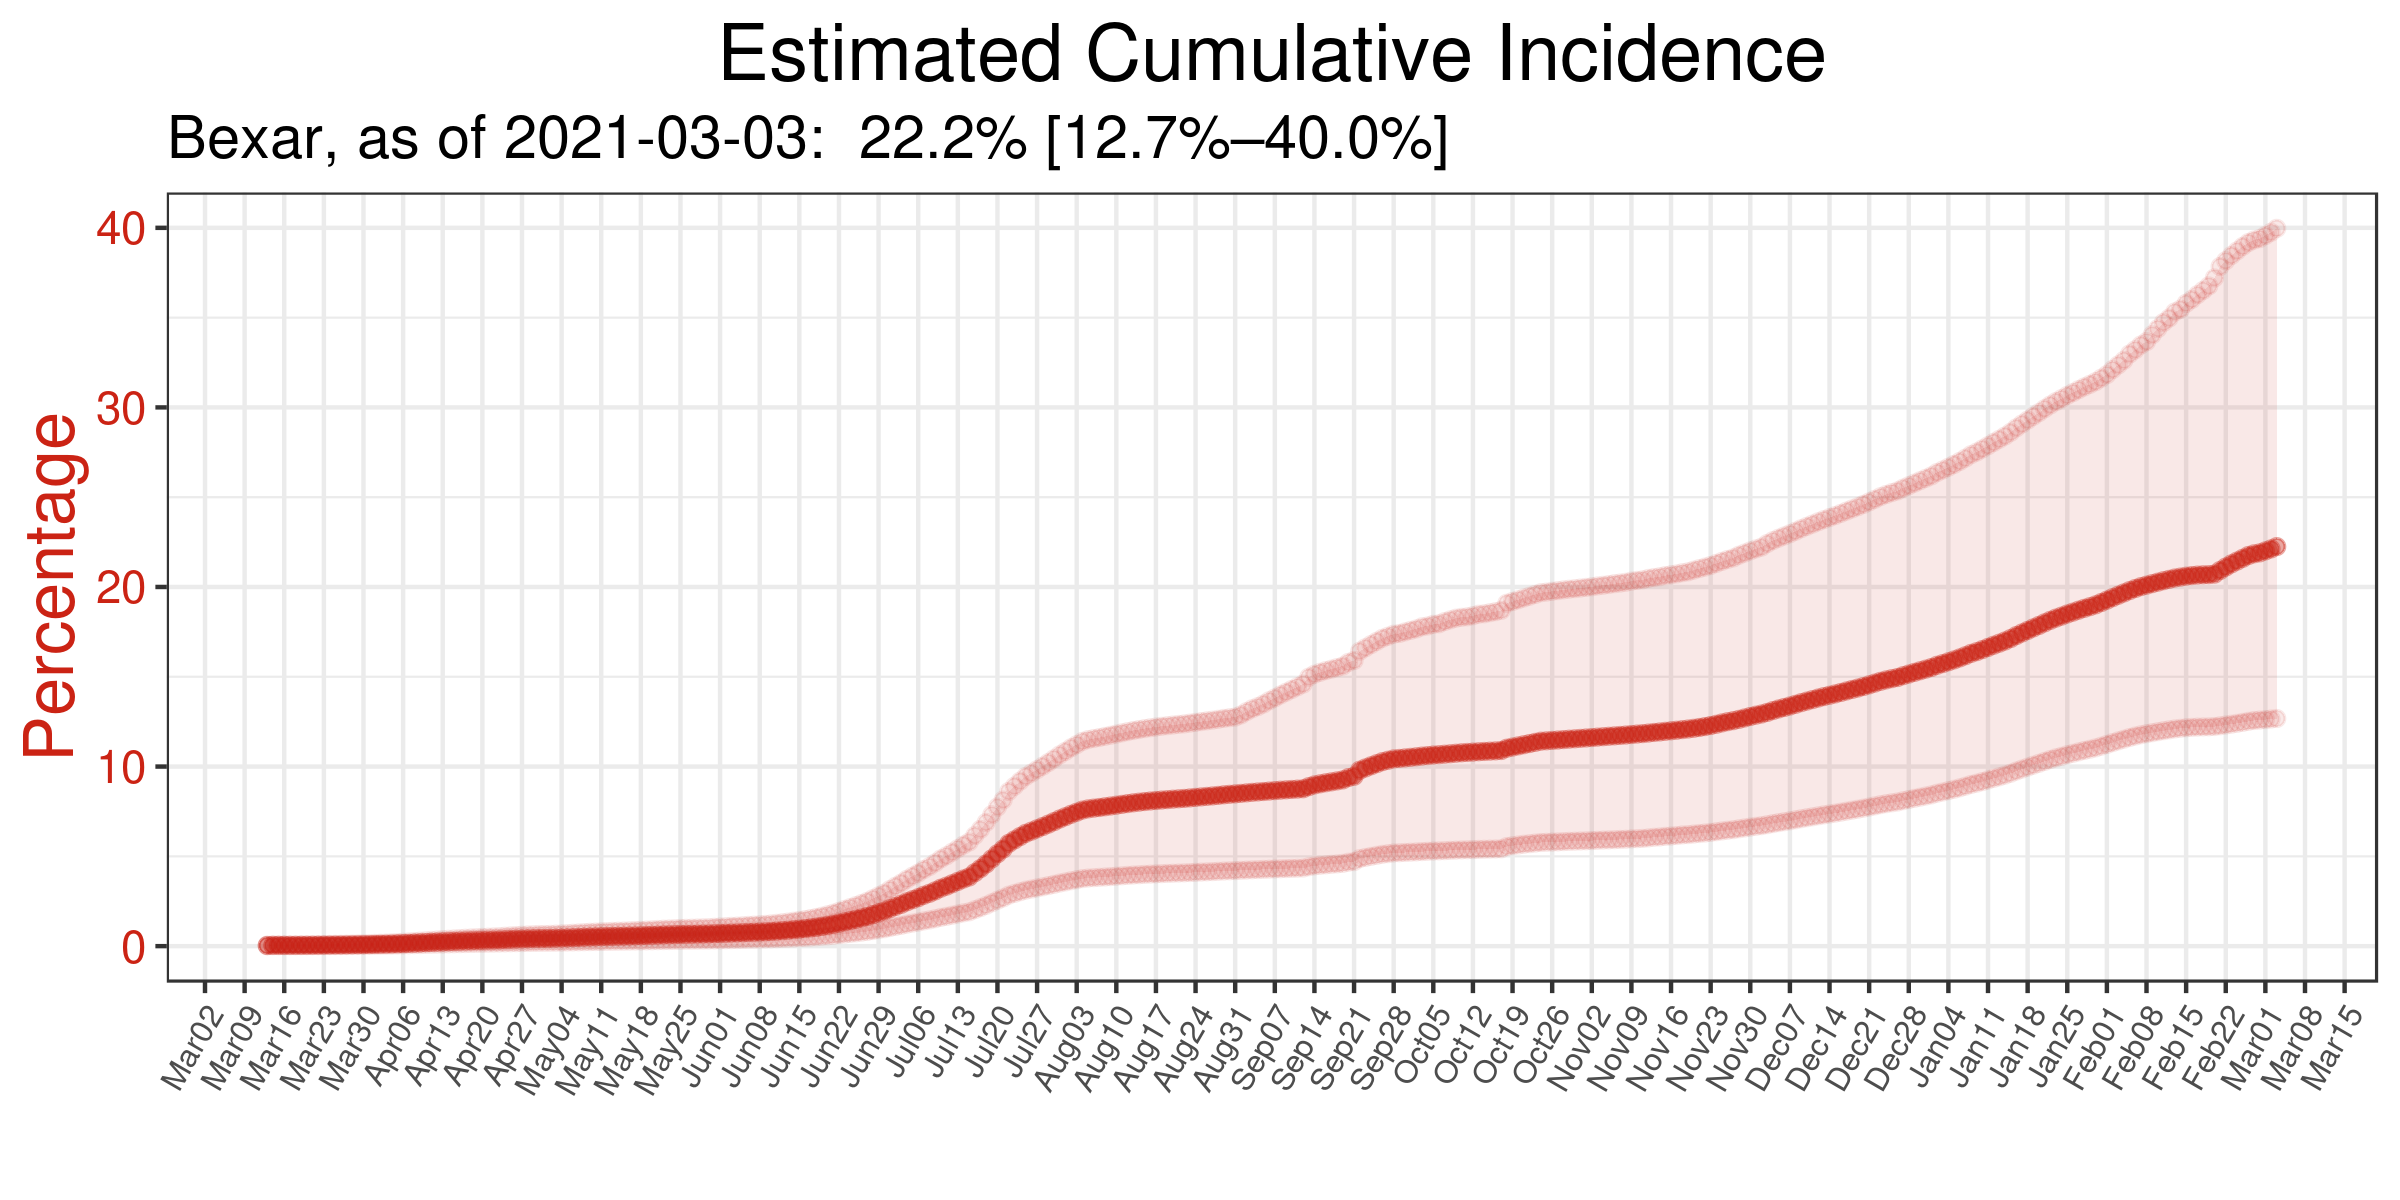 Estimated Cumulative Incidence
Bexar, as of 2021-03-03: 22.2% [12.7%–40.0%]
Percentage
40
30
20
10
0
Mar02
Mar09
Mar16
Mar23
Mar30
Apr06
Apr13
Apr20
Apr27
May04
May11
May18
May25
Jun01
Jun08
Jun15
Jun22
Jun29
Jul06
Jul13
Jul20
Jul27
Aug03
Aug10
Aug17
Aug24
Aug31
Sep07
Sep14
Sep21
Sep28
Oct05
Oct12
Oct19
Oct26
Nov02
Nov09
Nov16
Nov23
Nov30
Dec07
Dec14
Dec21
Dec28
Jan04
Jan11
Jan18
Jan25
Feb01
Feb08
Feb15
Feb22
Mar01
Mar08
Mar15